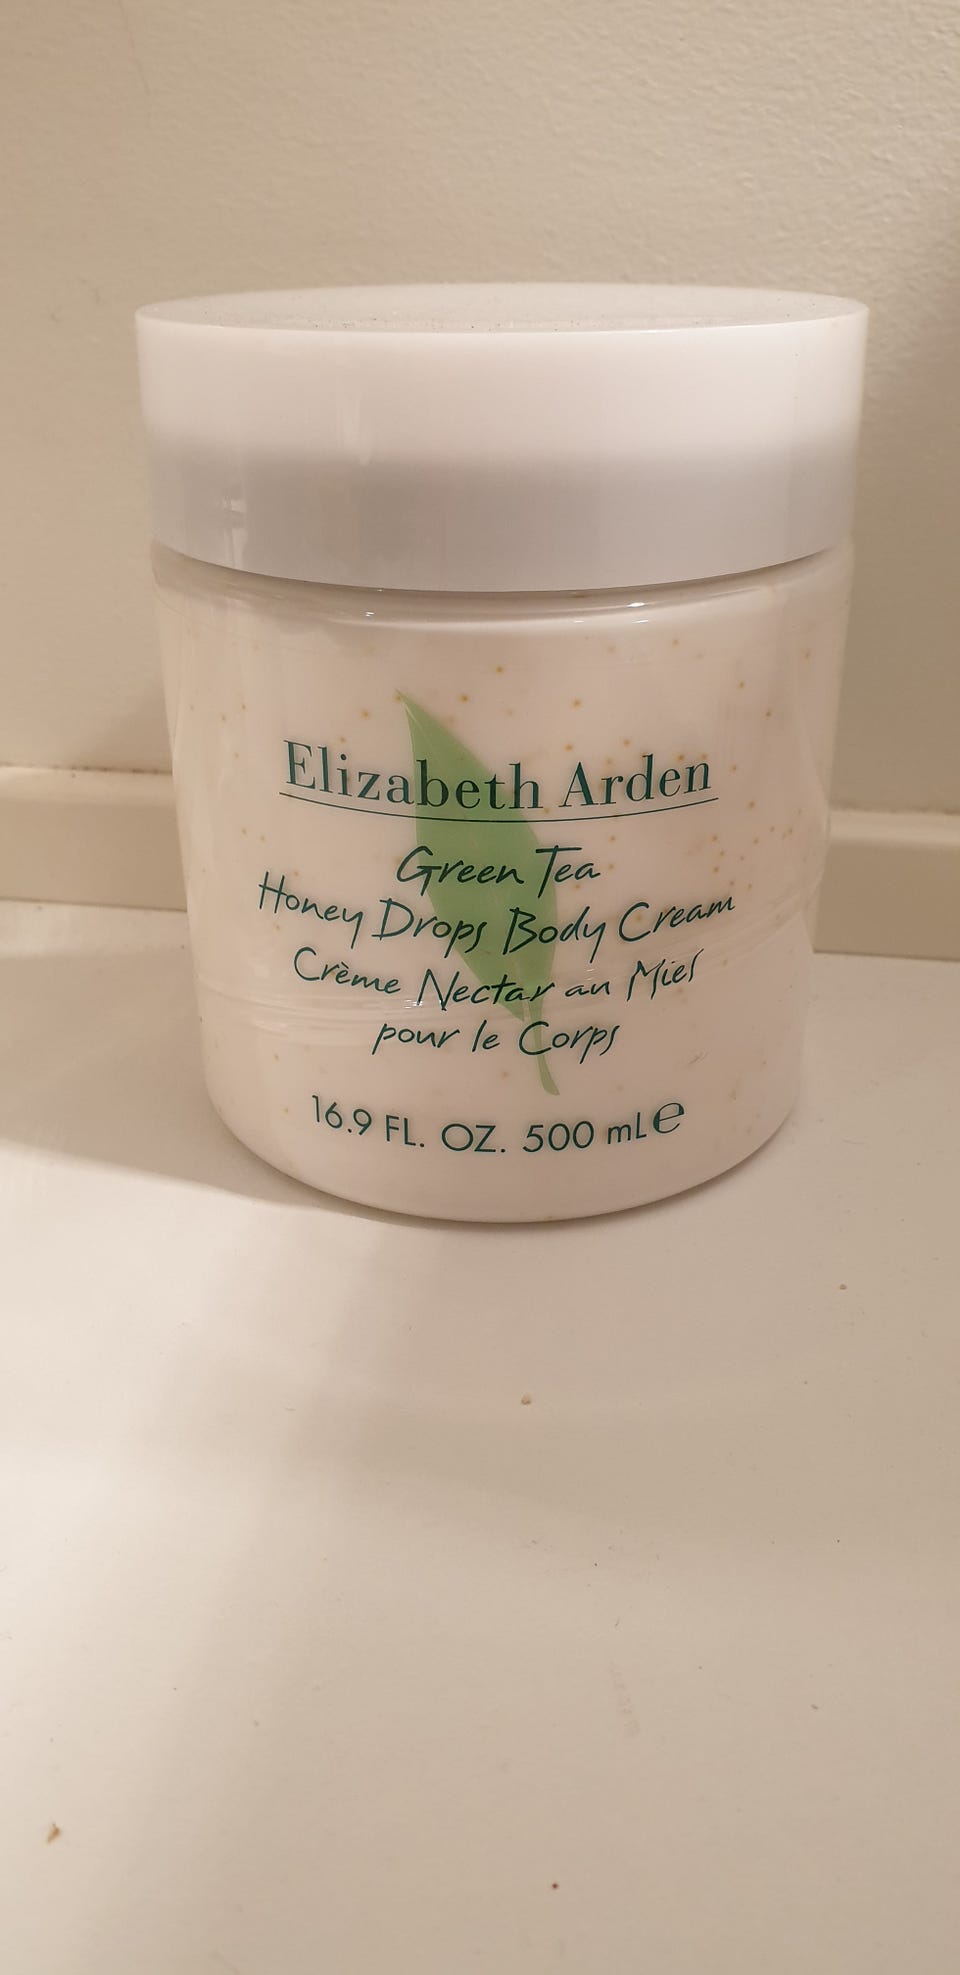 Elizabeth Arden
Green Tea
Honey Drops Body Cream
Crème Nectar au Miel
pour le Corps
16.9 FL. OZ. 500 mL e